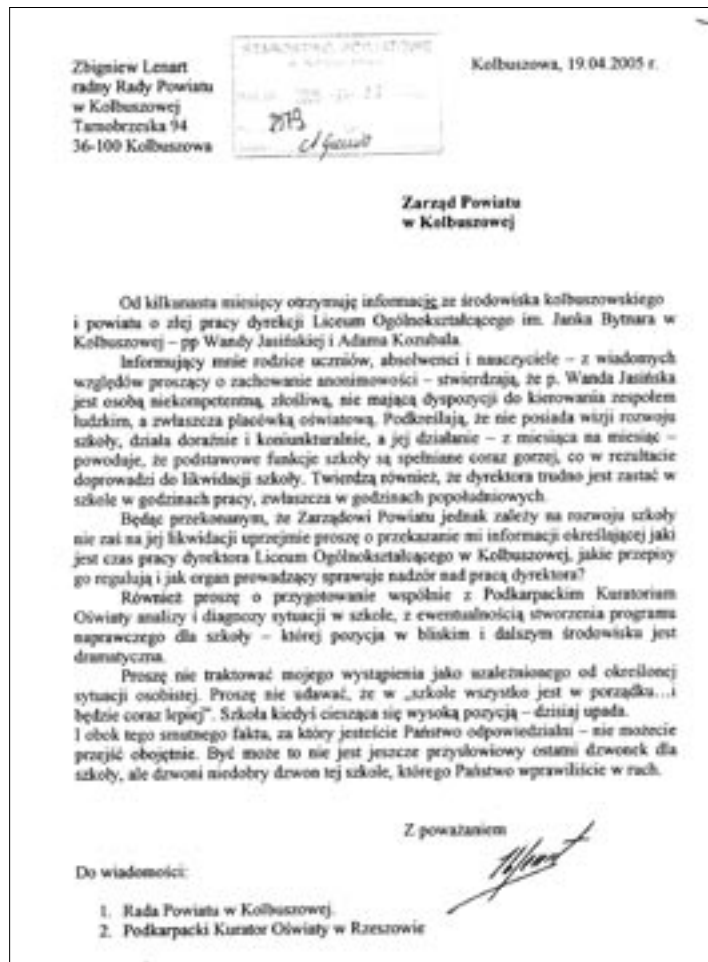 Zbigniew Lenart
radny Rady Powiatu
w Kolbuszowej
Tarnobrzeska 94
36-100 Kolbuszowa
STAROSTWO POWIATOWE
2879
Kolbuszowa, 19.04.2005 r.
Zarząd Powiatu
w Kolbuszowej
Od kilkanasta miesięcy otrzymuję informację ze środowiska kolbuszowskiego
i powiatu o złej pracy dyrekcji Liceum Ogólnokształcącego im. Janka Bytnara w
Kolbuszowej – pp Wandy Jasińskiej i Adama Kozubala.
Informujący mnie rodzice uczniów, absolwenci i nauczyciele – z wiadomych
względów proszący o zachowanie anonimowości – stwierdzają, że p. Wanda Jasińska
jest osobą niekompetentną, złośliwą, nie mającą dyspozycji do kierowania zespołem
ludzkim, a zwłaszcza placówką oświatową. Podkreślają, że nie posiada wizji rozwoju
szkoły, działa doraźnie i koniunkturalnie, a jej działanie – z miesiąca na miesiąc –
powoduje, że podstawowe funkcje szkoły są spełniane coraz gorzej, co w rezultacie
doprowadzi do likwidacji szkoły. Twierdzą również, że dyrektora trudno jest zastać w
szkole w godzinach pracy, zwłaszcza w godzinach popołudniowych.
Będąc przekonanym, że Zarządowi Powiatu jednak zależy na rozwoju szkoły
nie zaś na jej likwidacji uprzejmie proszę o przekazanie mi informacji określającej jaki
jest czas pracy dyrektora Liceum Ogólnokształcącego w Kolbuszowej, jakie przepisy
go regulują i jak organ prowadzący sprawuje nadzór nad pracą dyrektora?
Również proszę o przygotowanie wspólnie z Podkarpackim Kuratorium
Oświaty analizy i diagnozy sytuacji w szkole, z ewentualnością stworzenia programu
naprawczego dla szkoły – której pozycja w bliskim i dalszym środowisku jest
dramatyczna.
Proszę nie traktować mojego wystąpienia jako uzależnionego od określonej
sytuacji osobistej. Proszę nie udawać, że w „szkole wszystko jest w porządku…i
będzie coraz lepiej”. Szkoła kiedyś ciesząca się wysoką pozycją – dzisiaj upada.
I obok tego smutnego faktu, za który jesteście Państwo odpowiedzialni – nie możecie
przejść obojętnie. Być może to nie jest jeszcze przysłowiowy ostatni dzwonek dla
szkoły, ale dzwoni niedobry dzwon tej szkole, którego Państwo wprawiliście w ruch.
Z poważaniem
Do wiadomości:
1. Rada Powiatu w Kolbuszowej.
2. Podkarpacki Kurator Oświaty w Rzeszowie